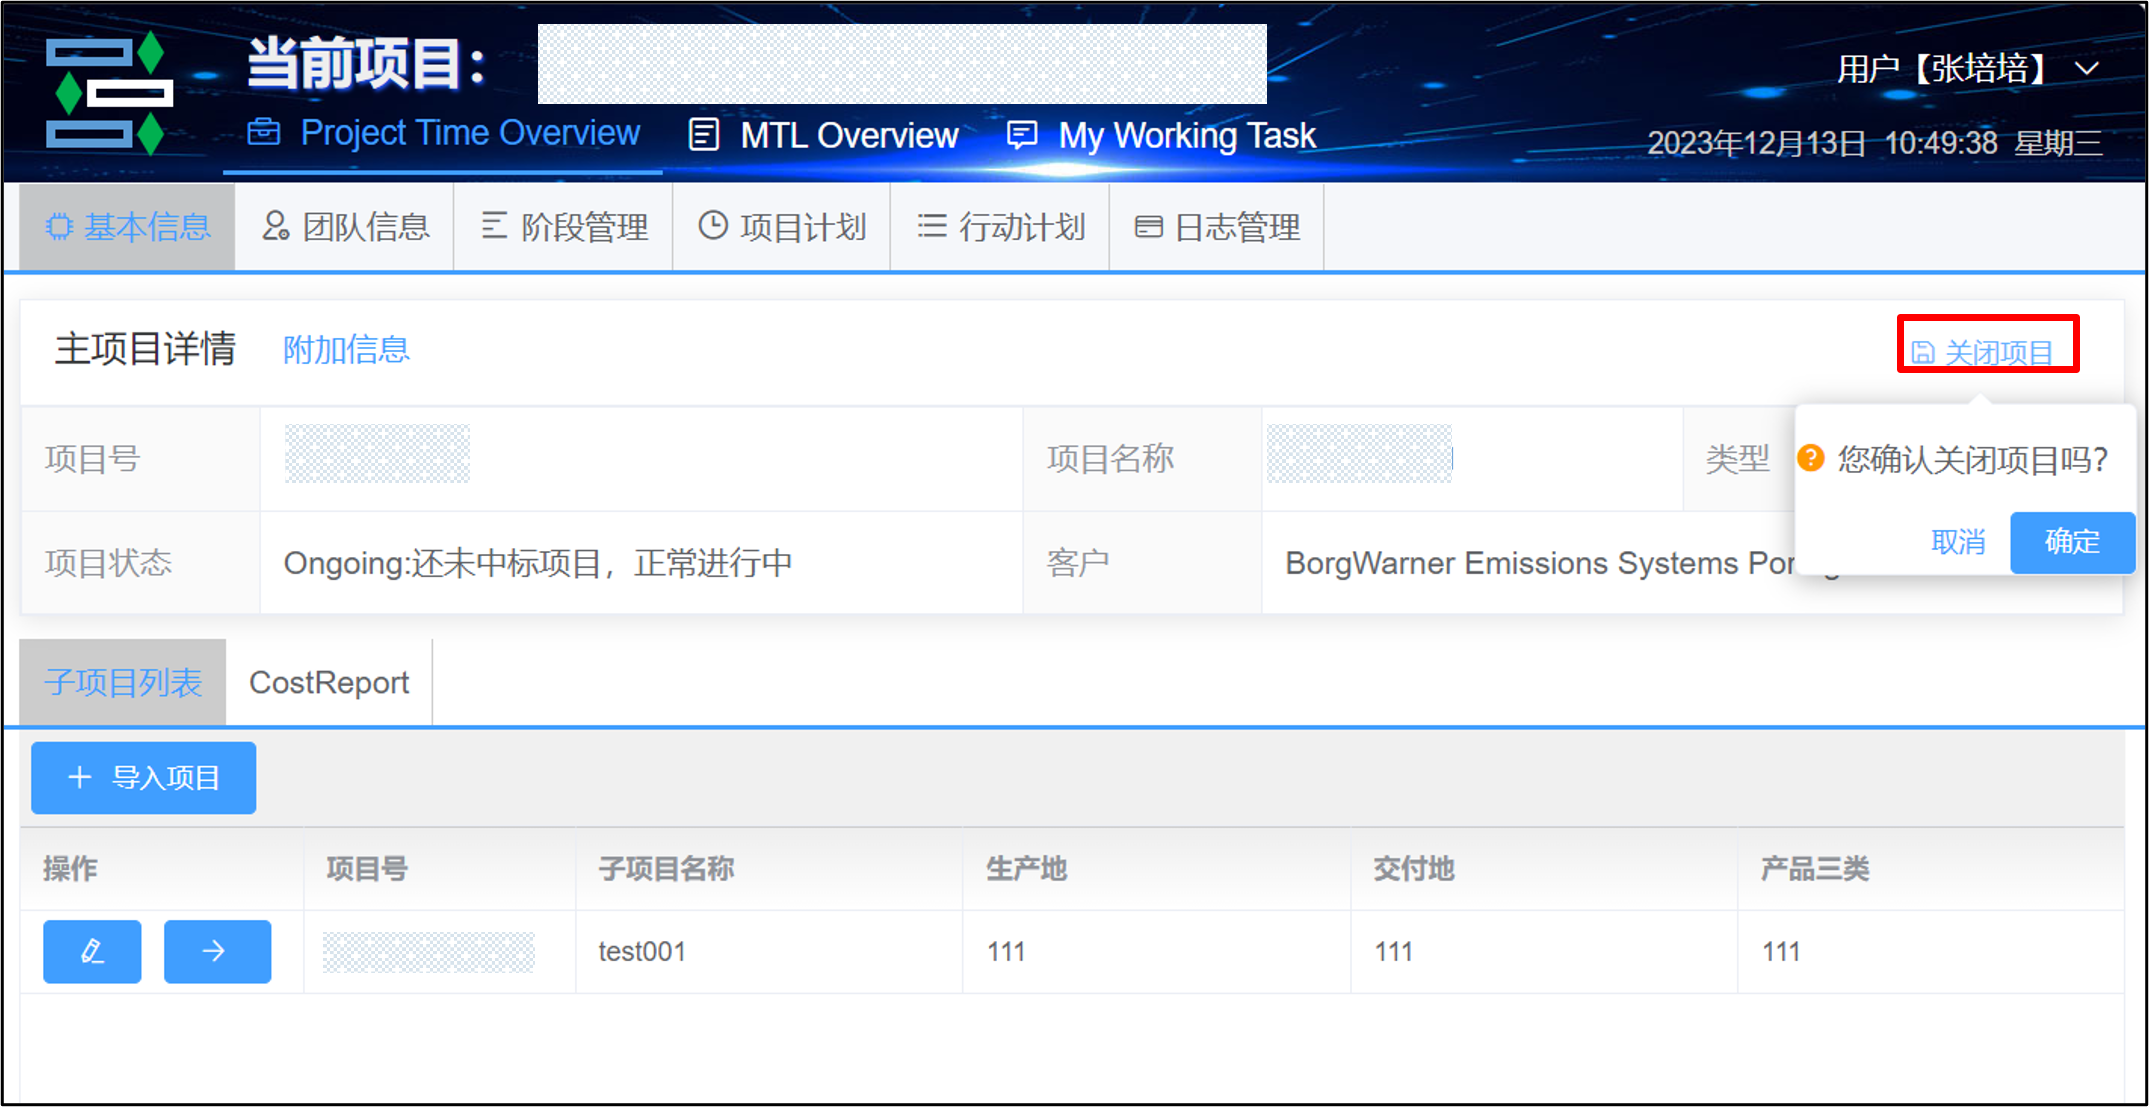 当前项目：
用户【张培培】
Project Time Overview
MTL Overview
My Working Task
2023年12月13日 10:49:38 星期三
基本信息
团队信息
阶段管理
项目计划
行动计划
日志管理
主项目详情
附加信息
关闭项目
项目号
项目名称
类型
您确认关闭项目吗?
取消
确定
项目状态
Ongoing:还未中标项目，正常进行中
客户
BorgWarner Emissions Systems
子项目列表
CostReport
导入项目
操作
项目号
子项目名称
生产地
交付地
产品三类
test001
111
111
111